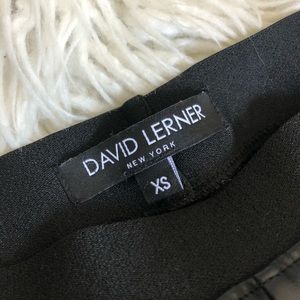 DAVID LERNER
NEW YORK
XS